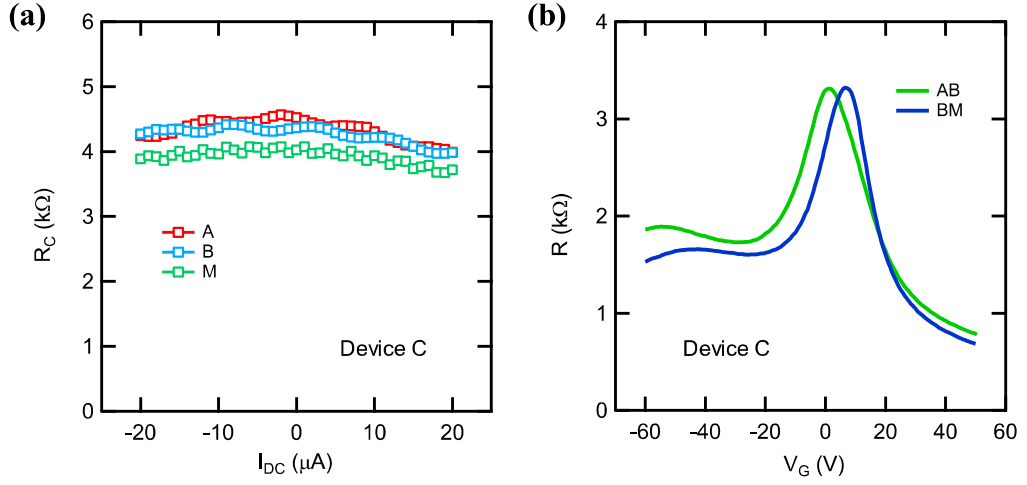 (a)
6
5
4
3
2
1
0
R_C (kΩ)
A
B
M
Device C
-20 -10 0 10 20
I_DC (μA)
(b)
4
3
2
1
0
R (kΩ)
AB
BM
Device C
-60 -40 -20 0 20 40 60
V_G (V)